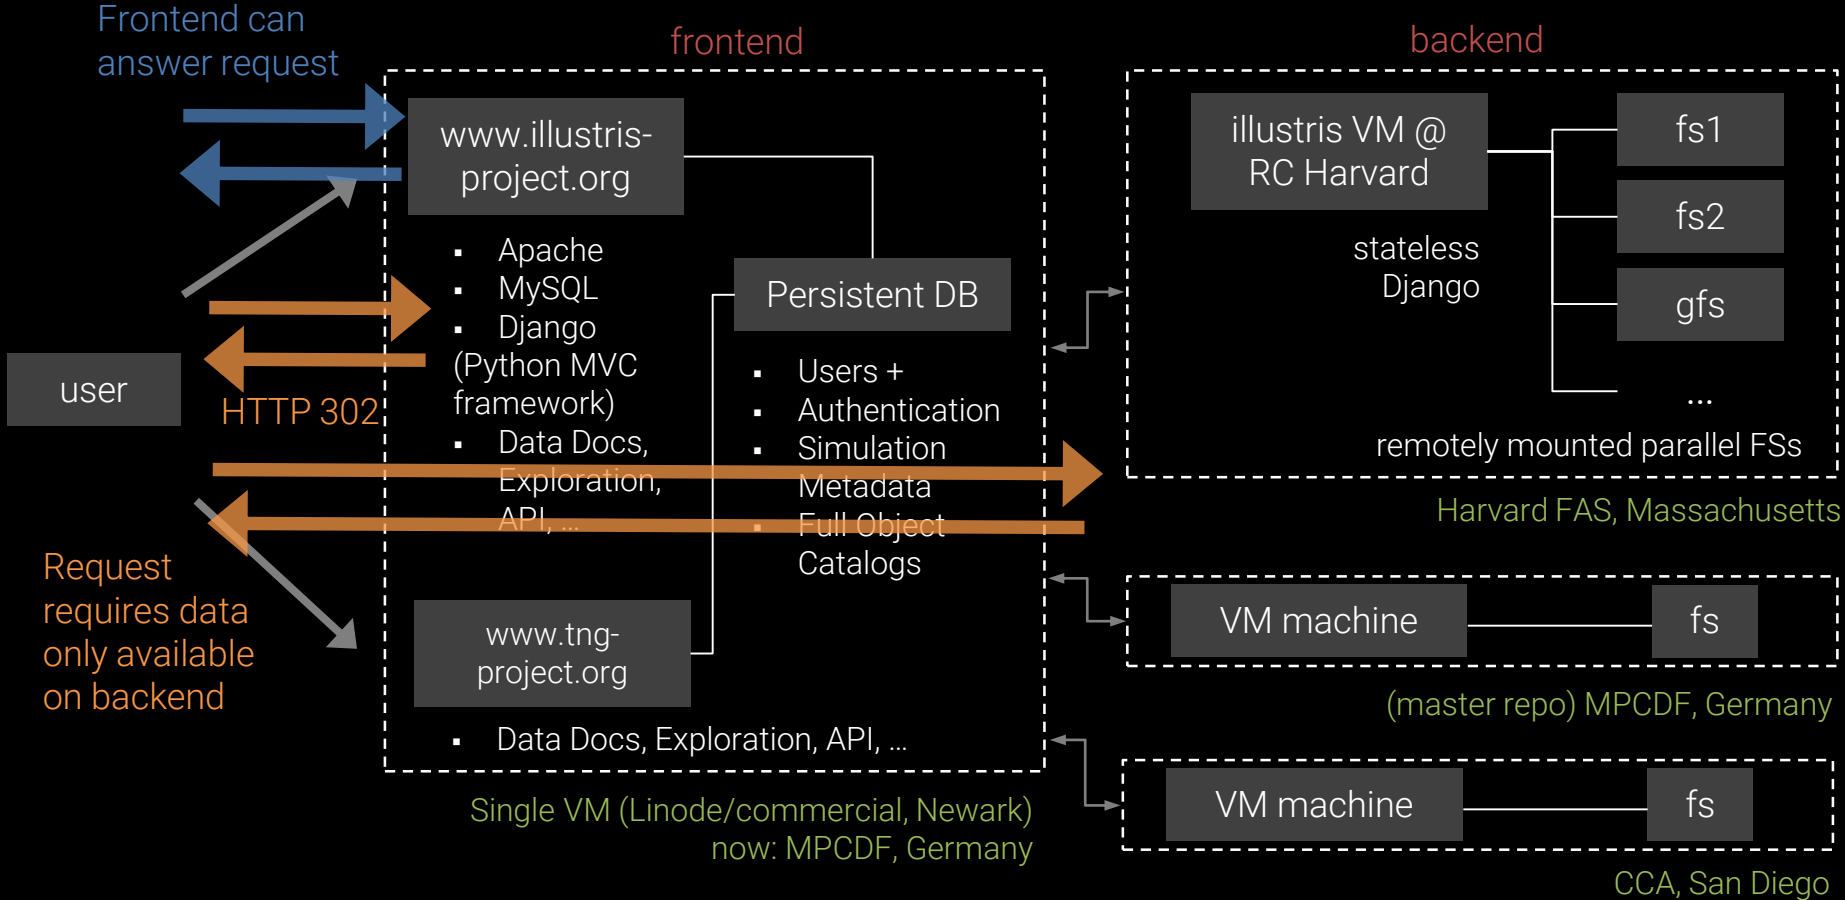 Frontend can
answer request
frontend
backend
www.illustris-
project.org
▪ Apache
▪ MySQL
▪ Django
(Python MVC
framework)
▪ Data Docs,
Exploration,
API, ...
Persistent DB
▪ Users +
▪ Authentication
▪ Simulation
Metadata
▪ Full Object
Catalogs
user
HTTP 302
Request
requires data
only available
on backend
www.tng-
project.org
▪ Data Docs, Exploration, API, ...
Single VM (Linode/commercial, Newark)
now: MPCDF, Germany
illustris VM @
RC Harvard
stateless
Django
fs1
fs2
gfs
...
remotely mounted parallel FSs
Harvard FAS, Massachusetts
VM machine
fs
(master repo) MPCDF, Germany
VM machine
fs
CCA, San Diego